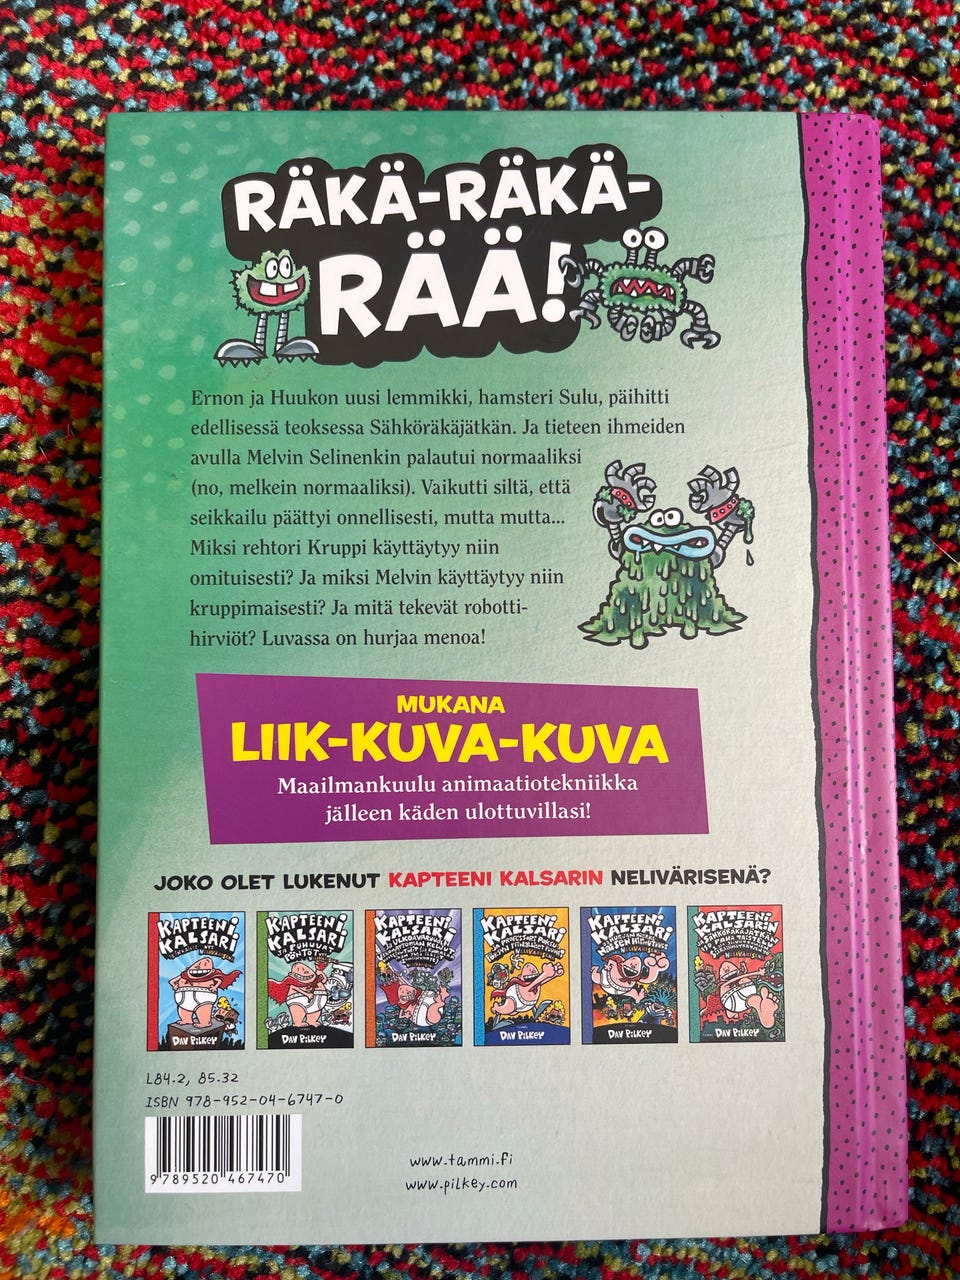 RÄKÄ-RÄKÄ-
RÄÄ!
Ernon ja Huukon uusi lemmikki, hamsteri Sulu, päihitti
edellisessä teoksessa Sähköräkäjätkän. Ja tieteen ihmeiden
avulla Melvin Selinenkin palautui normaaliksi
(no, melkein normaaliksi). Vaikutti siltä, että
seikkailu päättyi onnellisesti, mutta mutta...
Miksi rehtori Kruppi käyttäytyy niin
omituisesti? Ja miksi Melvin käyttäytyy niin
kruppimaisesti? Ja mitä tekevät robotti-
hirviöt? Luvassa on hurjaa menoa!
MUKANA
LIIK-KUVA-KUVA
Maailmankuulu animaatiotekniikka
jälleen käden ulottuvillasi!
JOKO OLET LUKENUT KAPTEENI KALSARIN NELIVÄRISENÄ?
KAPTEENI KALSARI
DAV PILKEY
KAPTEENI KALSARI
DAV PILKEY
KAPTEENI KALSARI
DAV PILKEY
KAPTEENI KALSARI
DAV PILKEY
KAPTEENI KALSARI
DAV PILKEY
KAPTEENI KALSARIN
DAV PILKEY
L84.2, 85.32
ISBN 978-952-04-6747-0
9 789520 467470
www.tammi.fi
www.pilkey.com